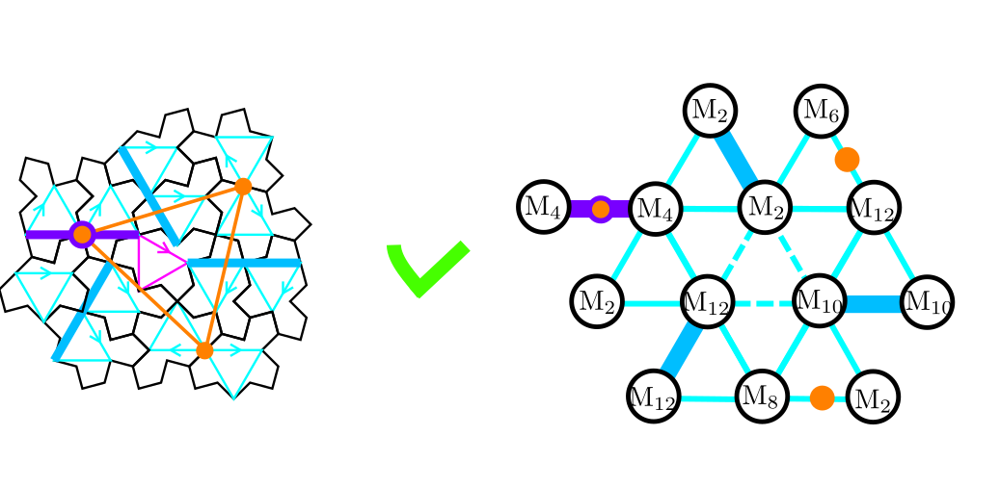 M₂ M₆
M₄ M₄ M₂ M₁₂
M₂ M₁₂ M₁₀ M₁₀
M₁₂ M₈ M₂